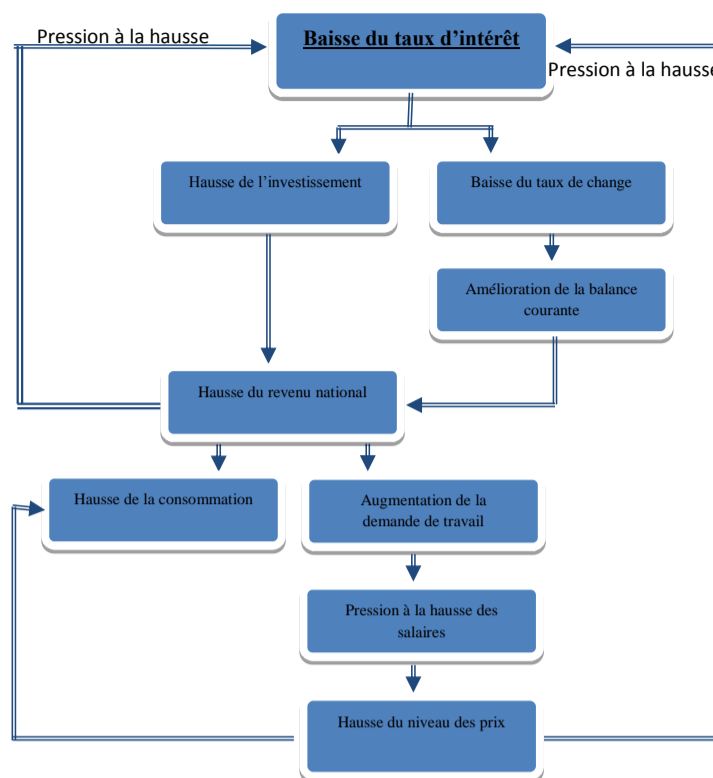 Pression à la hausse
Baisse du taux d’intérêt
Pression à la hausse
Hausse de l’investissement
Baisse du taux de change
Amélioration de la balance
courante
Hausse du revenu national
Hausse de la consommation
Augmentation de la
demande de travail
Pression à la hausse des
salaires
Hausse du niveau des prix